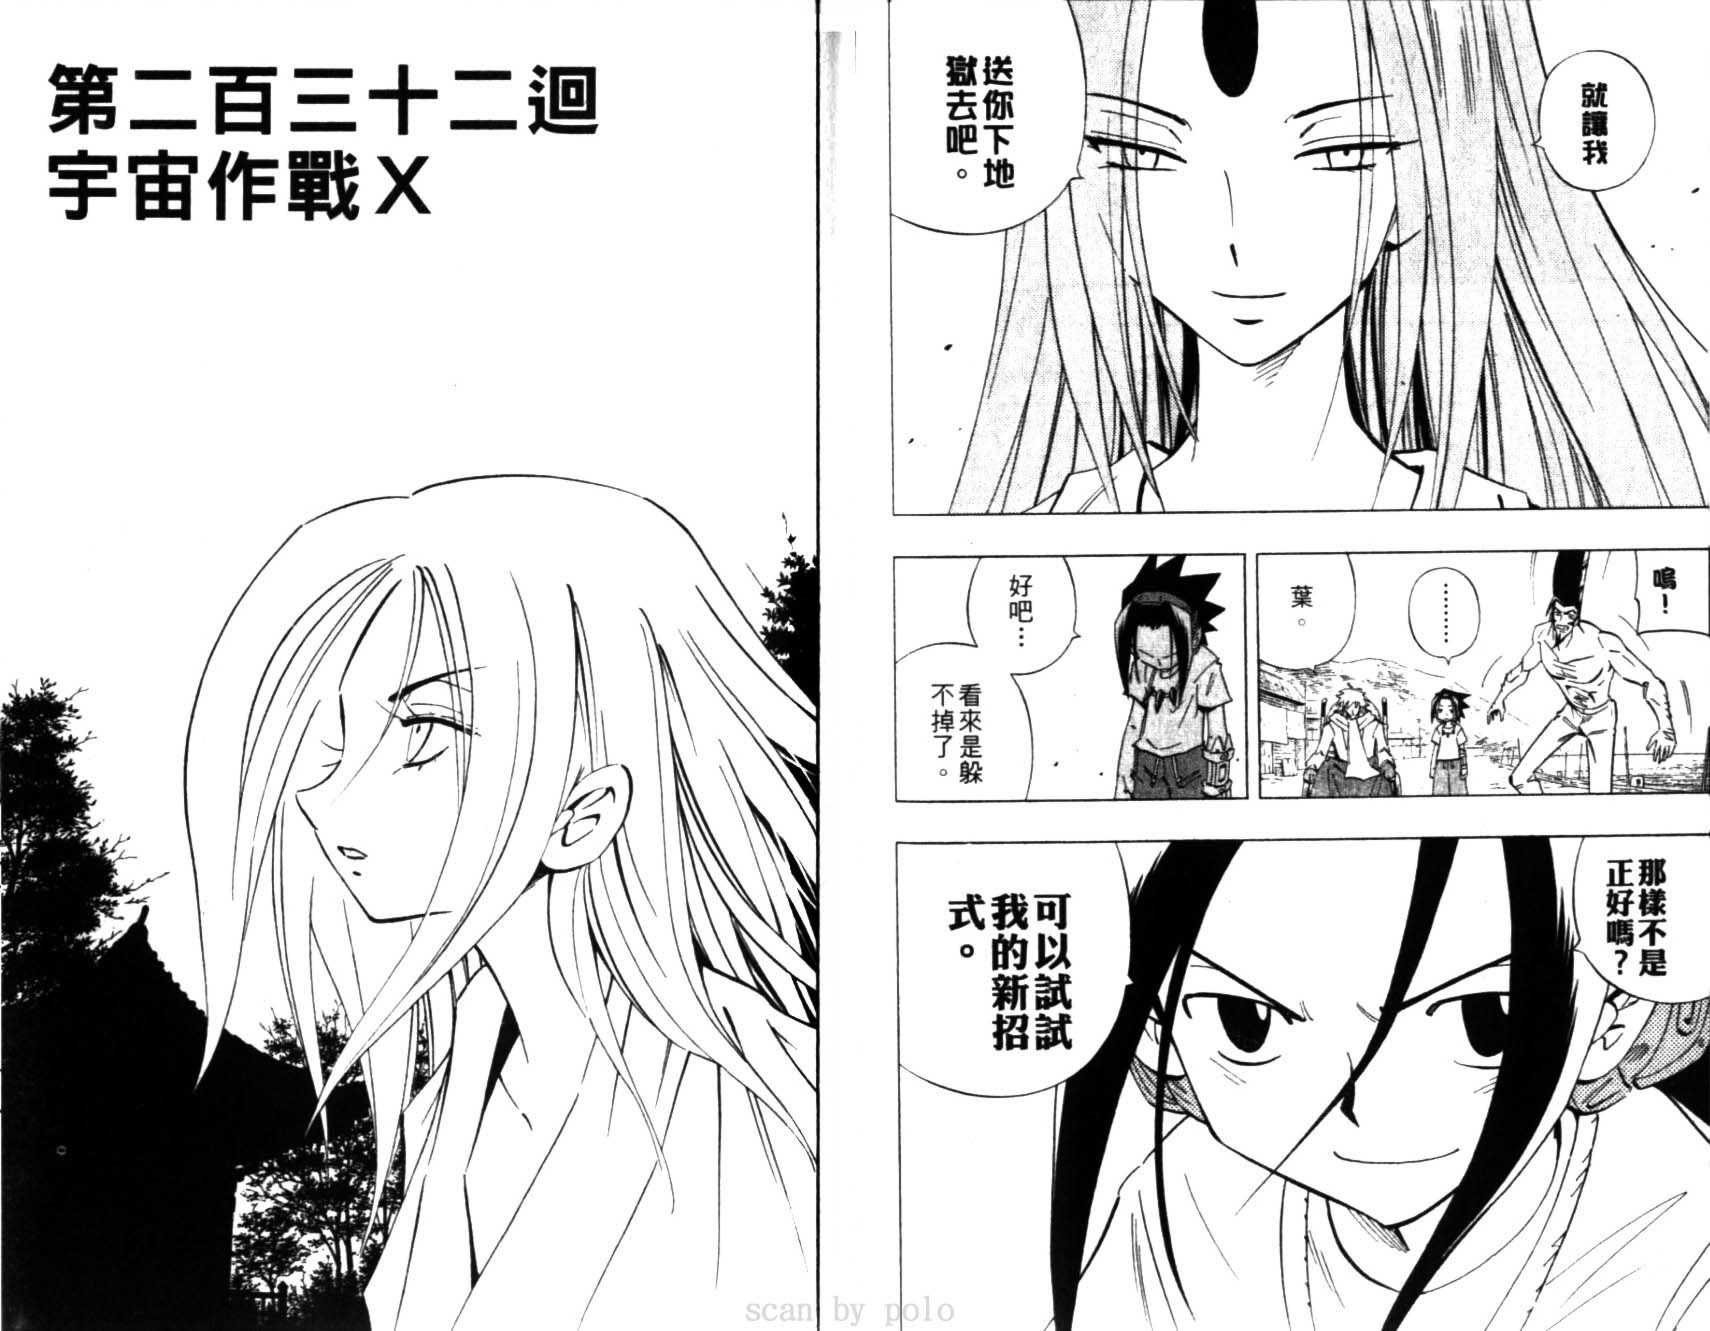 就讓我
送你下地
獄去吧。
嗚！
………
葉。
好吧…
看來是躲
不掉了。
那樣不是
正好嗎？
可以試試
我的新招
式。
第二百三十二迴
宇宙作戰X
scan by polo